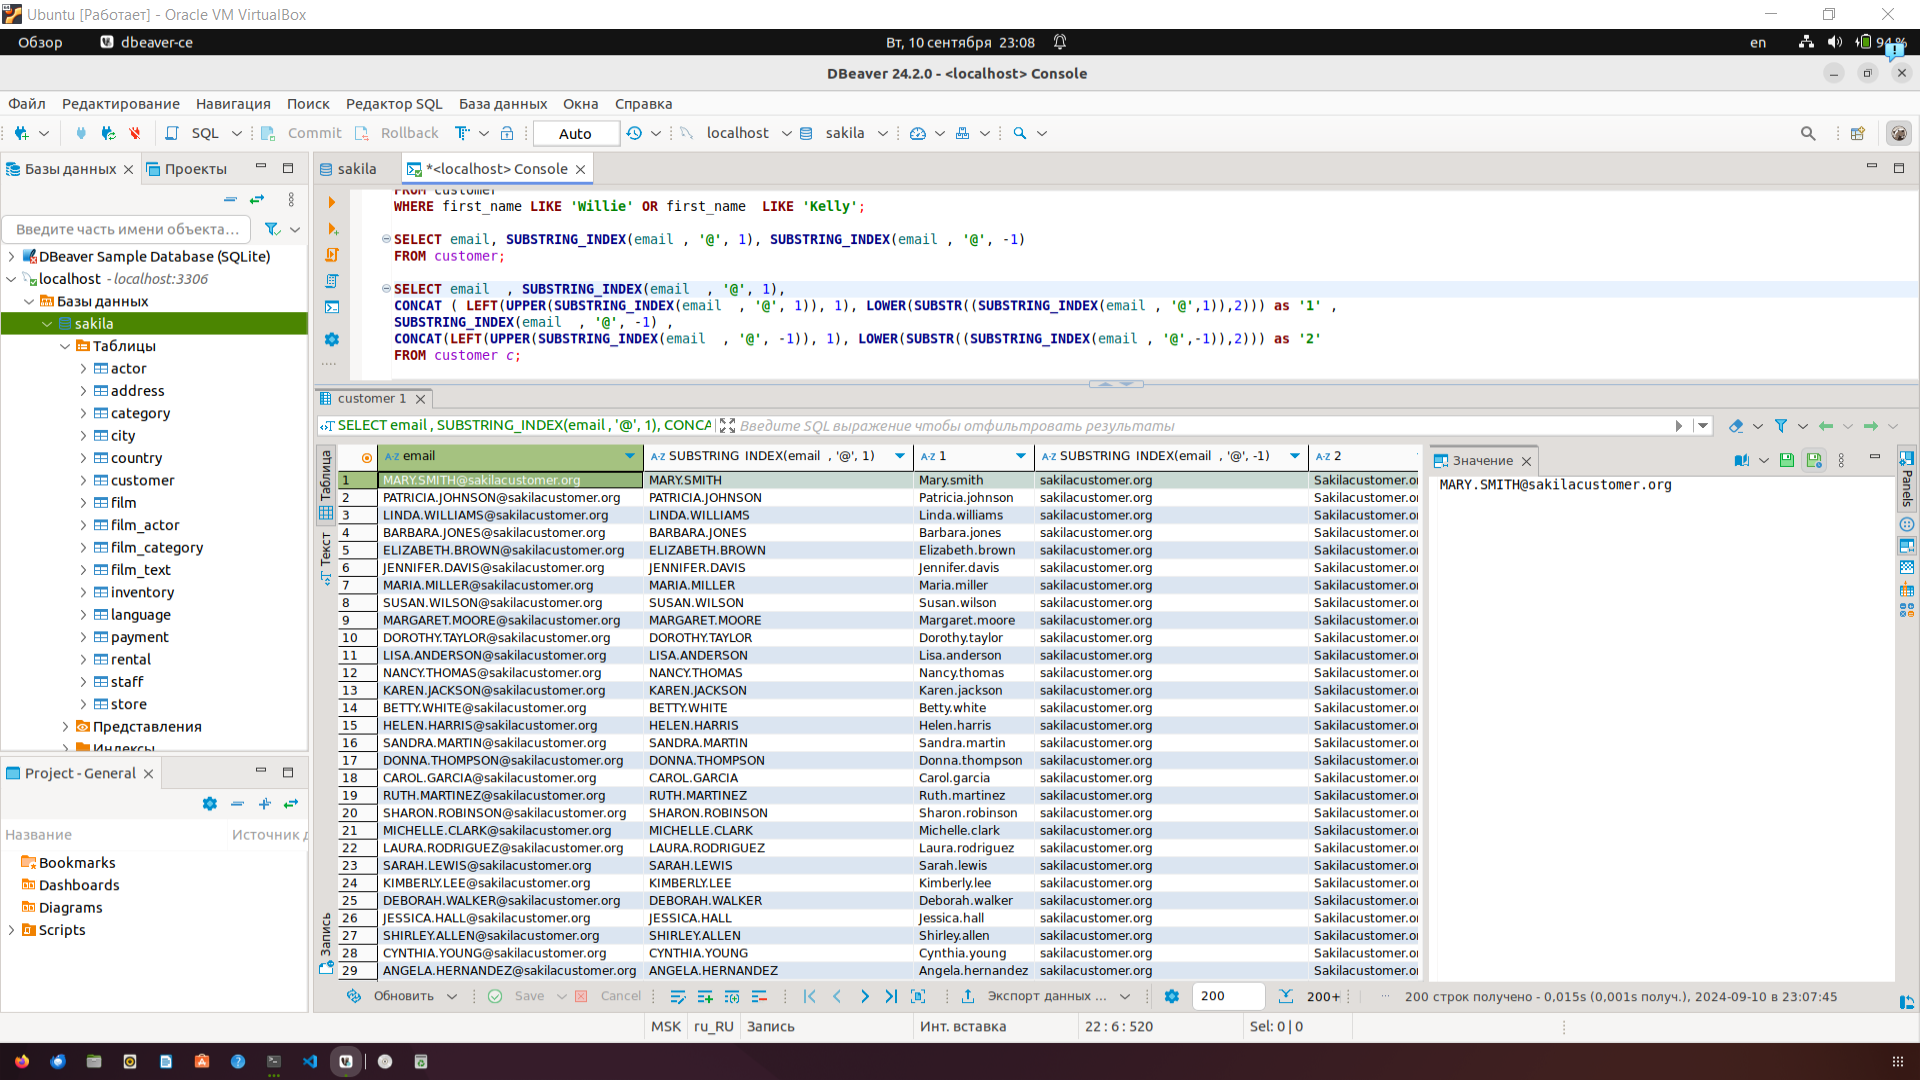 Ubuntu [Работает] - Oracle VM VirtualBox
Обзор dbeaver-ce Вт, 10 сентября 23:08 en 94 %
DBeaver 24.2.0 - <localhost> Console
Файл Редактирование Навигация Поиск Редактор SQL База данных Окна Справка
SQL Commit Rollback Auto localhost sakila
Базы данных Проекты
Введите часть имени объекта...
DBeaver Sample Database (SQLite)
localhost - localhost:3306
Базы данных
sakila
Таблицы
actor
address
category
city
country
customer
film
film_actor
film_category
film_text
inventory
language
payment
rental
staff
store
Представления
Индексы
Project - General
Название Источник д
Bookmarks
Dashboards
Diagrams
Scripts
sakila *<localhost> Console
FROM customer
WHERE first_name LIKE 'Willie' OR first_name  LIKE 'Kelly';
SELECT email, SUBSTRING_INDEX(email , '@', 1), SUBSTRING_INDEX(email , '@', -1)
FROM customer;
SELECT email  , SUBSTRING_INDEX(email  , '@', 1),
CONCAT ( LEFT(UPPER(SUBSTRING_INDEX(email  , '@', 1)), 1), LOWER(SUBSTR((SUBSTRING_INDEX(email , '@',1)),2))) as '1' ,
SUBSTRING_INDEX(email  , '@', -1) ,
CONCAT(LEFT(UPPER(SUBSTRING_INDEX(email  , '@', -1)), 1), LOWER(SUBSTR((SUBSTRING_INDEX(email , '@',-1)),2))) as '2'
FROM customer c;
customer 1
SELECT email , SUBSTRING_INDEX(email , '@', 1), CONCA Введите SQL выражение чтобы отфильтровать результаты
Таблица
Текст
Запись
A-Z email A-Z SUBSTRING_INDEX(email , '@', 1) A-Z 1 A-Z SUBSTRING_INDEX(email , '@', -1) A-Z 2
1 MARY.SMITH@sakilacustomer.org MARY.SMITH Mary.smith sakilacustomer.org Sakilacustomer.or
2 PATRICIA.JOHNSON@sakilacustomer.org PATRICIA.JOHNSON Patricia.johnson sakilacustomer.org Sakilacustomer.or
3 LINDA.WILLIAMS@sakilacustomer.org LINDA.WILLIAMS Linda.williams sakilacustomer.org Sakilacustomer.or
4 BARBARA.JONES@sakilacustomer.org BARBARA.JONES Barbara.jones sakilacustomer.org Sakilacustomer.or
5 ELIZABETH.BROWN@sakilacustomer.org ELIZABETH.BROWN Elizabeth.brown sakilacustomer.org Sakilacustomer.or
6 JENNIFER.DAVIS@sakilacustomer.org JENNIFER.DAVIS Jennifer.davis sakilacustomer.org Sakilacustomer.or
7 MARIA.MILLER@sakilacustomer.org MARIA.MILLER Maria.miller sakilacustomer.org Sakilacustomer.or
8 SUSAN.WILSON@sakilacustomer.org SUSAN.WILSON Susan.wilson sakilacustomer.org Sakilacustomer.or
9 MARGARET.MOORE@sakilacustomer.org MARGARET.MOORE Margaret.moore sakilacustomer.org Sakilacustomer.or
10 DOROTHY.TAYLOR@sakilacustomer.org DOROTHY.TAYLOR Dorothy.taylor sakilacustomer.org Sakilacustomer.or
11 LISA.ANDERSON@sakilacustomer.org LISA.ANDERSON Lisa.anderson sakilacustomer.org Sakilacustomer.or
12 NANCY.THOMAS@sakilacustomer.org NANCY.THOMAS Nancy.thomas sakilacustomer.org Sakilacustomer.or
13 KAREN.JACKSON@sakilacustomer.org KAREN.JACKSON Karen.jackson sakilacustomer.org Sakilacustomer.or
14 BETTY.WHITE@sakilacustomer.org BETTY.WHITE Betty.white sakilacustomer.org Sakilacustomer.or
15 HELEN.HARRIS@sakilacustomer.org HELEN.HARRIS Helen.harris sakilacustomer.org Sakilacustomer.or
16 SANDRA.MARTIN@sakilacustomer.org SANDRA.MARTIN Sandra.martin sakilacustomer.org Sakilacustomer.or
17 DONNA.THOMPSON@sakilacustomer.org DONNA.THOMPSON Donna.thompson sakilacustomer.org Sakilacustomer.or
18 CAROL.GARCIA@sakilacustomer.org CAROL.GARCIA Carol.garcia sakilacustomer.org Sakilacustomer.or
19 RUTH.MARTINEZ@sakilacustomer.org RUTH.MARTINEZ Ruth.martinez sakilacustomer.org Sakilacustomer.or
20 SHARON.ROBINSON@sakilacustomer.org SHARON.ROBINSON Sharon.robinson sakilacustomer.org Sakilacustomer.or
21 MICHELLE.CLARK@sakilacustomer.org MICHELLE.CLARK Michelle.clark sakilacustomer.org Sakilacustomer.or
22 LAURA.RODRIGUEZ@sakilacustomer.org LAURA.RODRIGUEZ Laura.rodriguez sakilacustomer.org Sakilacustomer.or
23 SARAH.LEWIS@sakilacustomer.org SARAH.LEWIS Sarah.lewis sakilacustomer.org Sakilacustomer.or
24 KIMBERLY.LEE@sakilacustomer.org KIMBERLY.LEE Kimberly.lee sakilacustomer.org Sakilacustomer.or
25 DEBORAH.WALKER@sakilacustomer.org DEBORAH.WALKER Deborah.walker sakilacustomer.org Sakilacustomer.or
26 JESSICA.HALL@sakilacustomer.org JESSICA.HALL Jessica.hall sakilacustomer.org Sakilacustomer.or
27 SHIRLEY.ALLEN@sakilacustomer.org SHIRLEY.ALLEN Shirley.allen sakilacustomer.org Sakilacustomer.or
28 CYNTHIA.YOUNG@sakilacustomer.org CYNTHIA.YOUNG Cynthia.young sakilacustomer.org Sakilacustomer.or
29 ANGELA.HERNANDEZ@sakilacustomer.org ANGELA.HERNANDEZ Angela.hernandez sakilacustomer.org Sakilacustomer.or
Значение
MARY.SMITH@sakilacustomer.org
Panels
Обновить Save Cancel Экспорт данных ... 200 200+ 200 строк получено - 0,015s (0,001s получ.), 2024-09-10 в 23:07:45
MSK ru_RU Запись Инт. вставка 22 : 6 : 520 Sel: 0 | 0